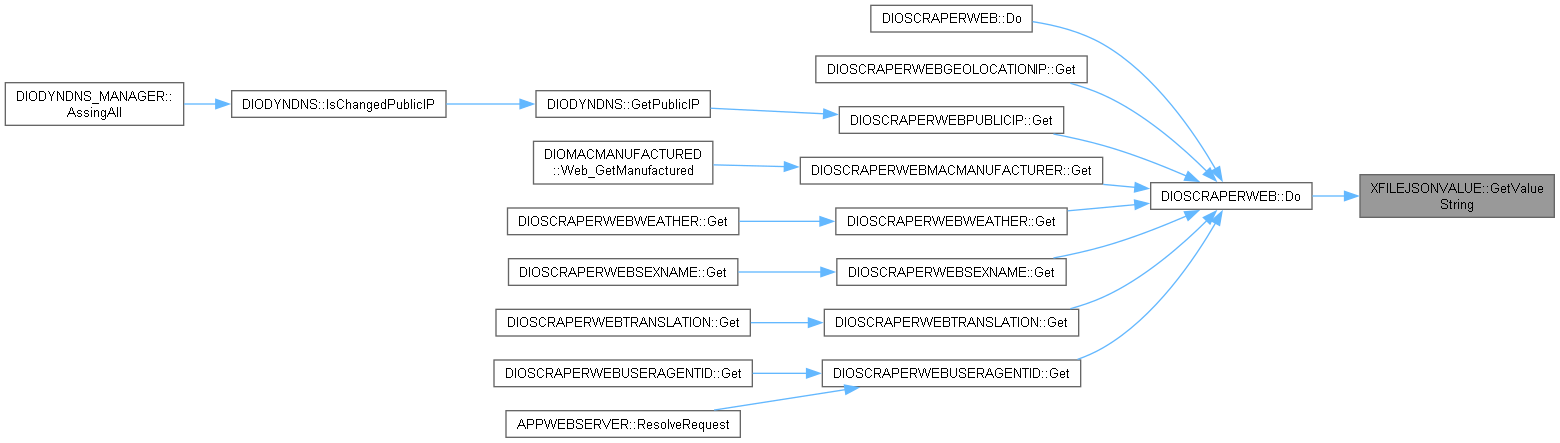 DIOSCRAPERWEB::Do
DIOSCRAPERWEBGEOLOCATIONIP::Get
DIODYNDNS_MANAGER::
AssingAll
DIODYNDNS::IsChangedPublicIP
DIODYNDNS::GetPublicIP
DIOSCRAPERWEBPUBLICIP::Get
DIOMACMANUFACTURED
::Web_GetManufactured
DIOSCRAPERWEBMACMANUFACTURER::Get
DIOSCRAPERWEB::Do
XFILEJSONVALUE::GetValue
String
DIOSCRAPERWEBWEATHER::Get
DIOSCRAPERWEBWEATHER::Get
DIOSCRAPERWEBSEXNAME::Get
DIOSCRAPERWEBSEXNAME::Get
DIOSCRAPERWEBTRANSLATION::Get
DIOSCRAPERWEBTRANSLATION::Get
DIOSCRAPERWEBUSERAGENTID::Get
DIOSCRAPERWEBUSERAGENTID::Get
APPWEBSERVER::ResolveRequest